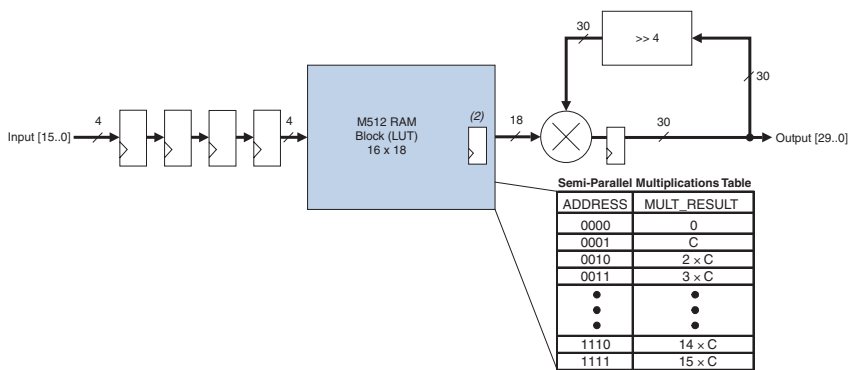 30
>> 4
30
4
4
M512 RAM
Block (LUT)
16 x 18
(2)
18
30
Input [15..0]
Output [29..0]
Semi-Parallel Multiplications Table
ADDRESS MULT_RESULT
0000 0
0001 C
0010 2 × C
0011 3 × C
1110 14 × C
1111 15 × C